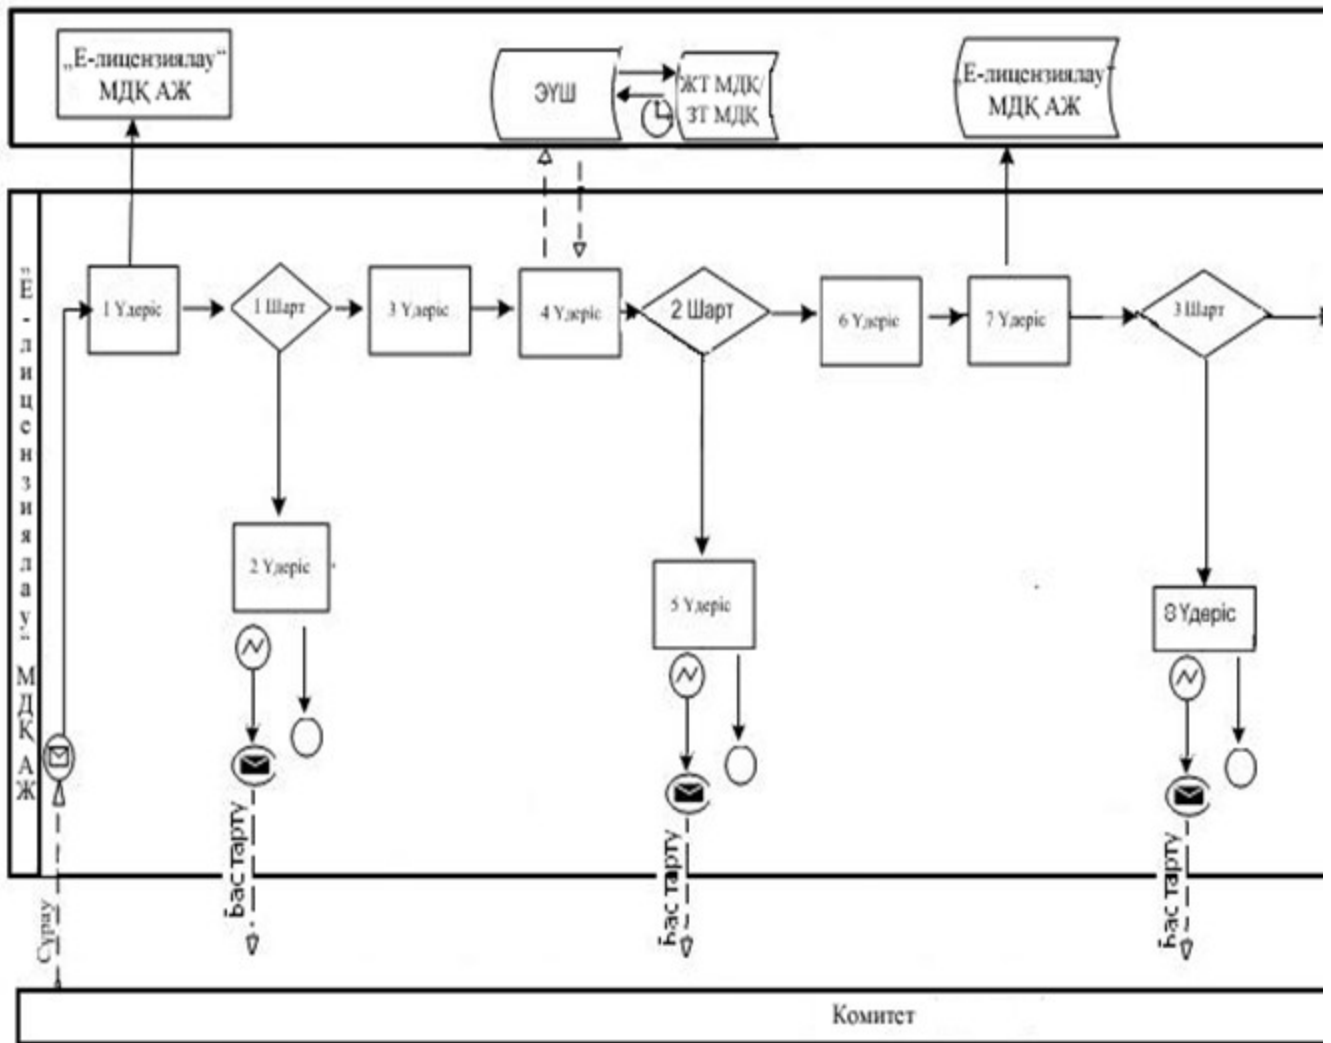 „Е-лицензиялау“
МДҚ АЖ
ЭҮШ
ЖТ МДҚ/
ЗТ МДҚ
„Е-лицензиялау“
МДҚ АЖ
„Е-лицензиялау“ МДҚ АЖ
1 Үдеріс
1 Шарт
3 Үдеріс
4 Үдеріс
2 Шарт
6 Үдеріс
7 Үдеріс
3 Шарт
2 Үдеріс
5 Үдеріс
8 Үдеріс
Бас тарту
Бас тарту
Бас тарту
Сұрау
Комитет